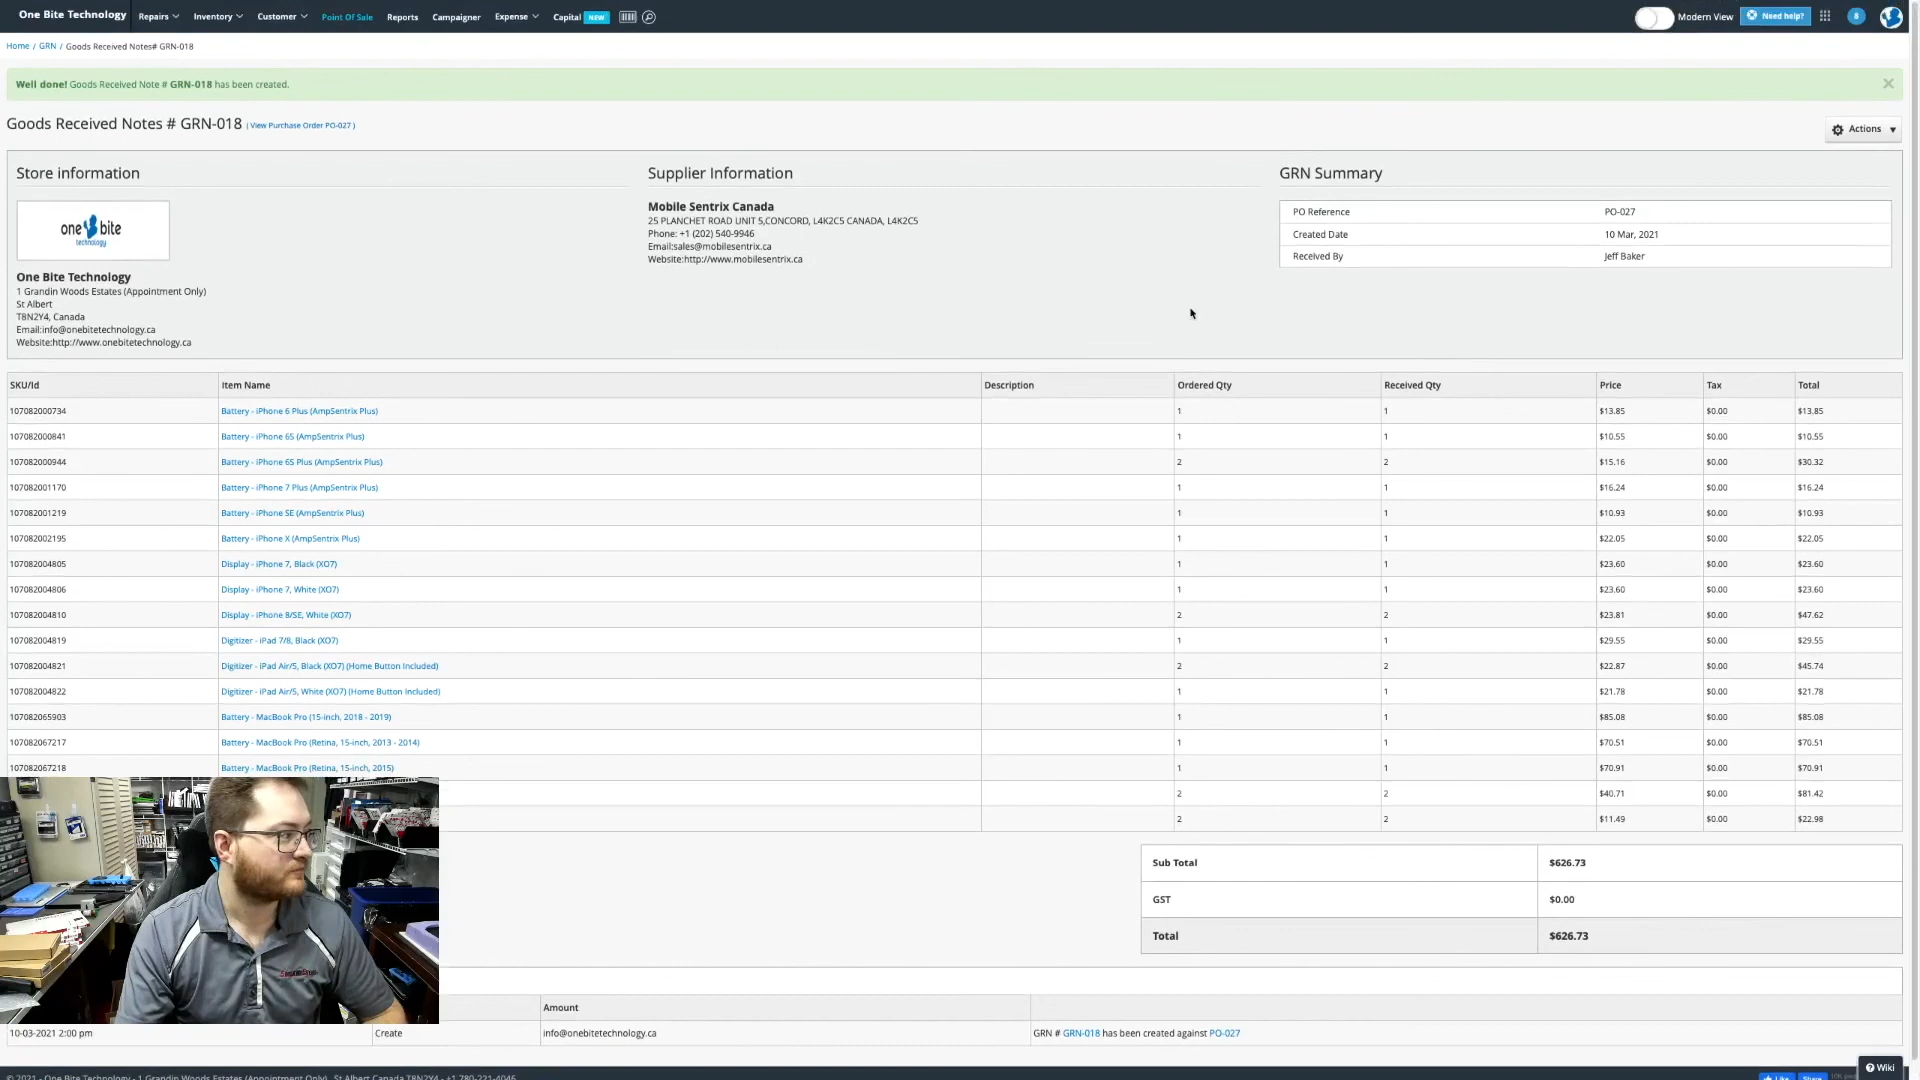 One Bite Technology Repairs Inventory Customer Point Of Sale Reports Campaigner Expense Capital NEW Modern View Need help? 8
Home / GRN / Goods Received Notes# GRN-018
Well done! Goods Received Note # GRN-018 has been created.
Goods Received Notes # GRN-018 ( View Purchase Order PO-027 )
Actions
Store information
one bite
technology
One Bite Technology
1 Grandin Woods Estates (Appointment Only)
St Albert
T8N2Y4, Canada
Email:info@onebitetechnology.ca
Website:http://www.onebitetechnology.ca
Supplier Information
Mobile Sentrix Canada
25 PLANCHET ROAD UNIT 5,CONCORD, L4K2C5 CANADA, L4K2C5
Phone: +1 (202) 540-9946
Email:sales@mobilesentrix.ca
Website:http://www.mobilesentrix.ca
GRN Summary
PO Reference PO-027
Created Date 10 Mar, 2021
Received By Jeff Baker
SKU/Id Item Name Description Ordered Qty Received Qty Price Tax Total
107082000734 Battery - iPhone 6 Plus (AmpSentrix Plus) 1 1 $13.85 $0.00 $13.85
107082000841 Battery - iPhone 6S (AmpSentrix Plus) 1 1 $10.55 $0.00 $10.55
107082000944 Battery - iPhone 6S Plus (AmpSentrix Plus) 2 2 $15.16 $0.00 $30.32
107082001170 Battery - iPhone 7 Plus (AmpSentrix Plus) 1 1 $16.24 $0.00 $16.24
107082001219 Battery - iPhone SE (AmpSentrix Plus) 1 1 $10.93 $0.00 $10.93
107082002195 Battery - iPhone X (AmpSentrix Plus) 1 1 $22.05 $0.00 $22.05
107082004805 Display - iPhone 7, Black (XO7) 1 1 $23.60 $0.00 $23.60
107082004806 Display - iPhone 7, White (XO7) 1 1 $23.60 $0.00 $23.60
107082004810 Display - iPhone 8/SE, White (XO7) 2 2 $23.81 $0.00 $47.62
107082004819 Digitizer - iPad 7/8, Black (XO7) 1 1 $29.55 $0.00 $29.55
107082004821 Digitizer - iPad Air/5, Black (XO7) (Home Button Included) 2 2 $22.87 $0.00 $45.74
107082004822 Digitizer - iPad Air/5, White (XO7) (Home Button Included) 1 1 $21.78 $0.00 $21.78
107082065903 Battery - MacBook Pro (15-inch, 2018 - 2019) 1 1 $85.08 $0.00 $85.08
107082067217 Battery - MacBook Pro (Retina, 15-inch, 2013 - 2014) 1 1 $70.51 $0.00 $70.51
107082067218 Battery - MacBook Pro (Retina, 15-inch, 2015) 1 1 $70.91 $0.00 $70.91
2 2 $40.71 $0.00 $81.42
2 2 $11.49 $0.00 $22.98
Sub Total $626.73
GST $0.00
Total $626.73
Amount
10-03-2021 2:00 pm Create info@onebitetechnology.ca GRN # GRN-018 has been created against PO-027
© 2021 - One Bite Technology - 1 Grandin Woods Estates (Appointment Only), St Albert Canada T8N2Y4 - +1 780-221-4046
Like Share
Wiki